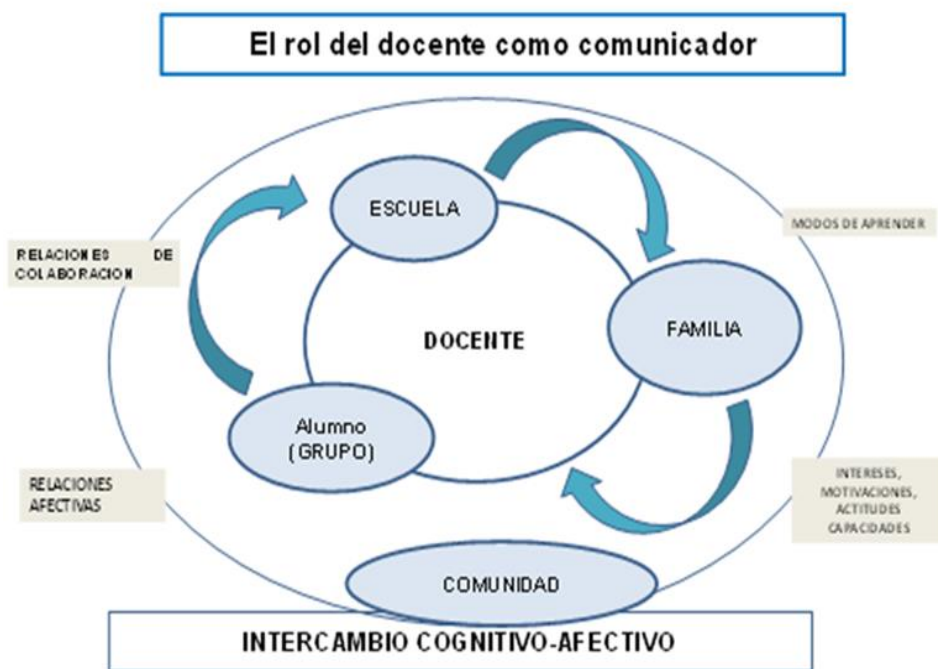 El rol del docente como comunicador
ESCUELA
MODOS DE APRENDER
RELACIONES DE
COLABORACION
FAMILIA
DOCENTE
Alumno
(GRUPO)
RELACIONES
AFECTIVAS
INTERESES,
MOTIVACIONES,
ACTITUDES
CAPACIDADES
COMUNIDAD
INTERCAMBIO COGNITIVO-AFECTIVO